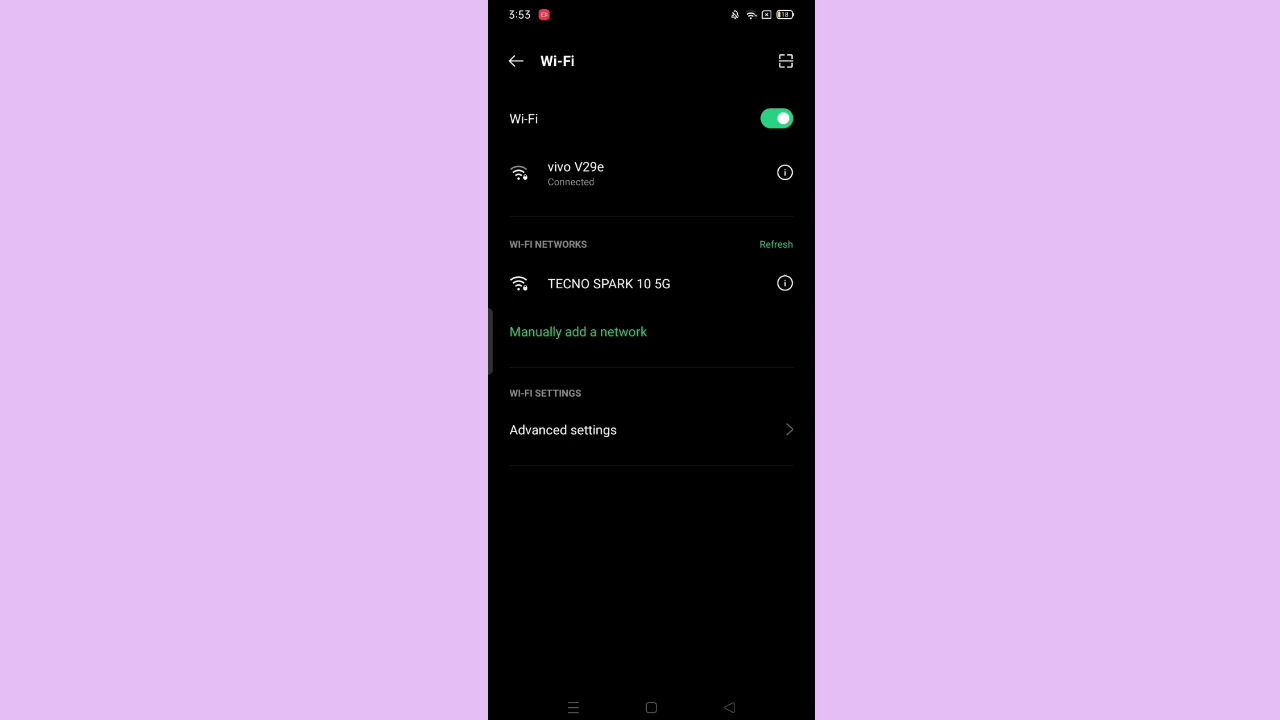 3:53
18
Wi-Fi
Wi-Fi
vivo V29e
Connected
WI-FI NETWORKS
Refresh
TECNO SPARK 10 5G
Manually add a network
WI-FI SETTINGS
Advanced settings